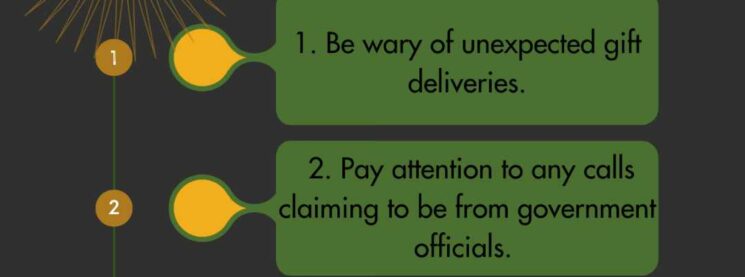 1
1. Be wary of unexpected gift
deliveries.
2
2. Pay attention to any calls
claiming to be from government
officials.